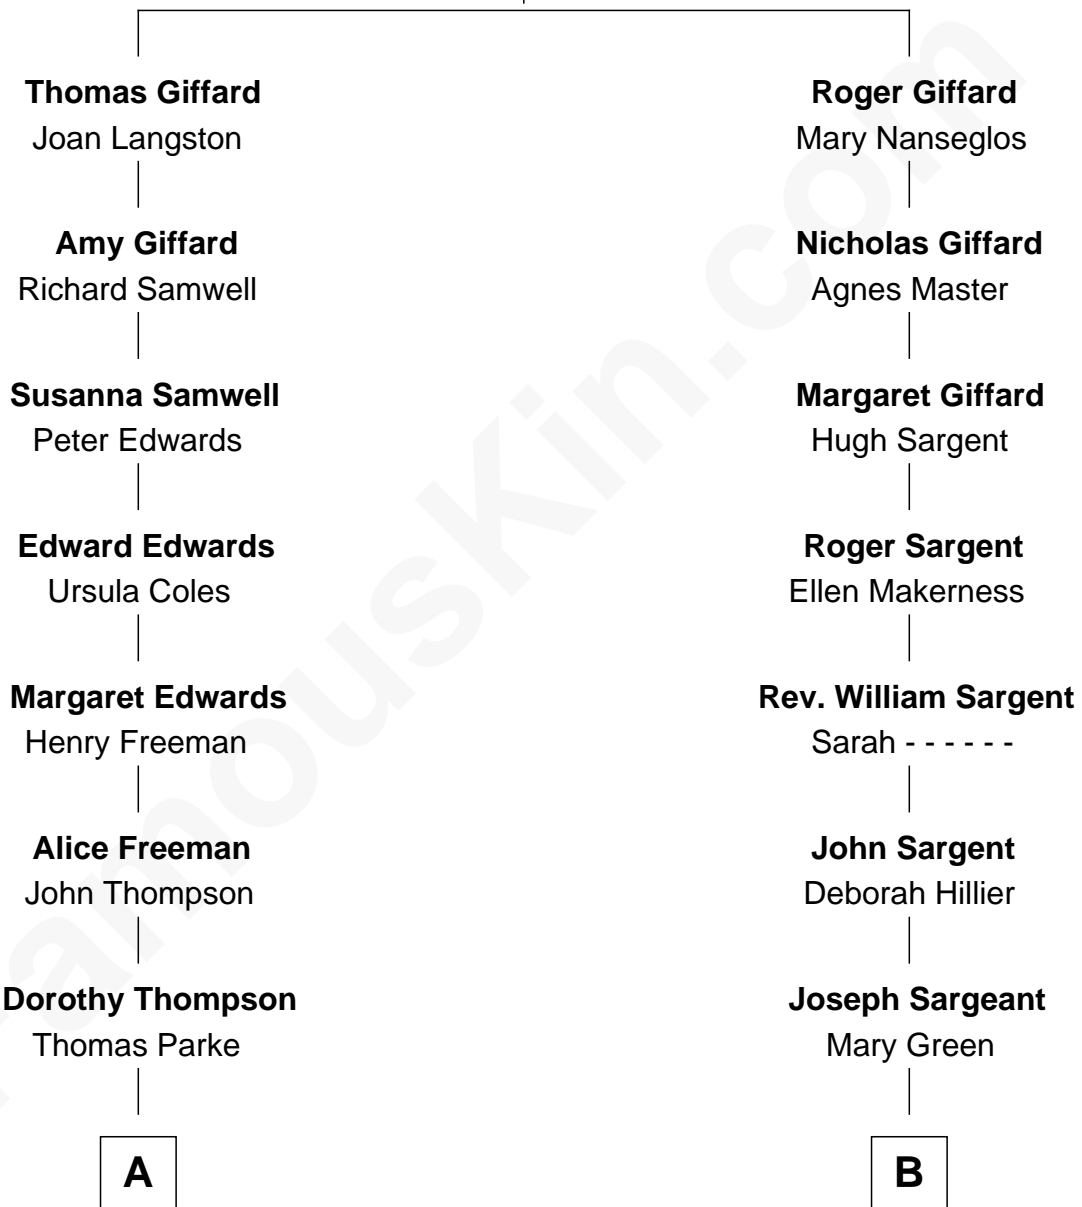 Thomas Giffard
Joan Langston
Amy Giffard
Richard Samwell
Susanna Samwell
Peter Edwards
Edward Edwards
Ursula Coles
Margaret Edwards
Henry Freeman
Alice Freeman
John Thompson
Dorothy Thompson
Thomas Parke
A
Roger Giffard
Mary Nanseglos
Nicholas Giffard
Agnes Master
Margaret Giffard
Hugh Sargent
Roger Sargent
Ellen Makerness
Rev. William Sargent
Sarah - - - - - -
John Sargent
Deborah Hillier
Joseph Sargeant
Mary Green
B
FamousKin.com